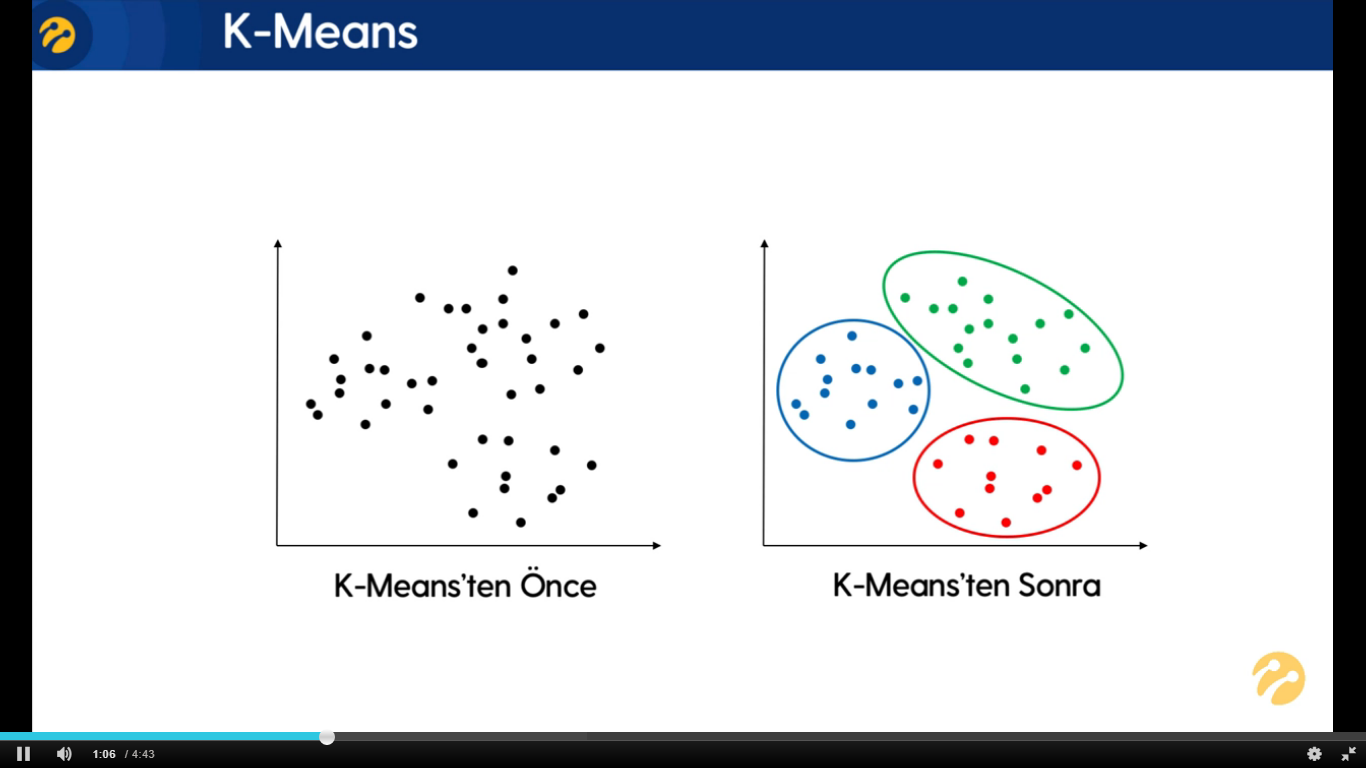 K-Means
K-Means'ten Önce
K-Means'ten Sonra
1:06 / 4:43